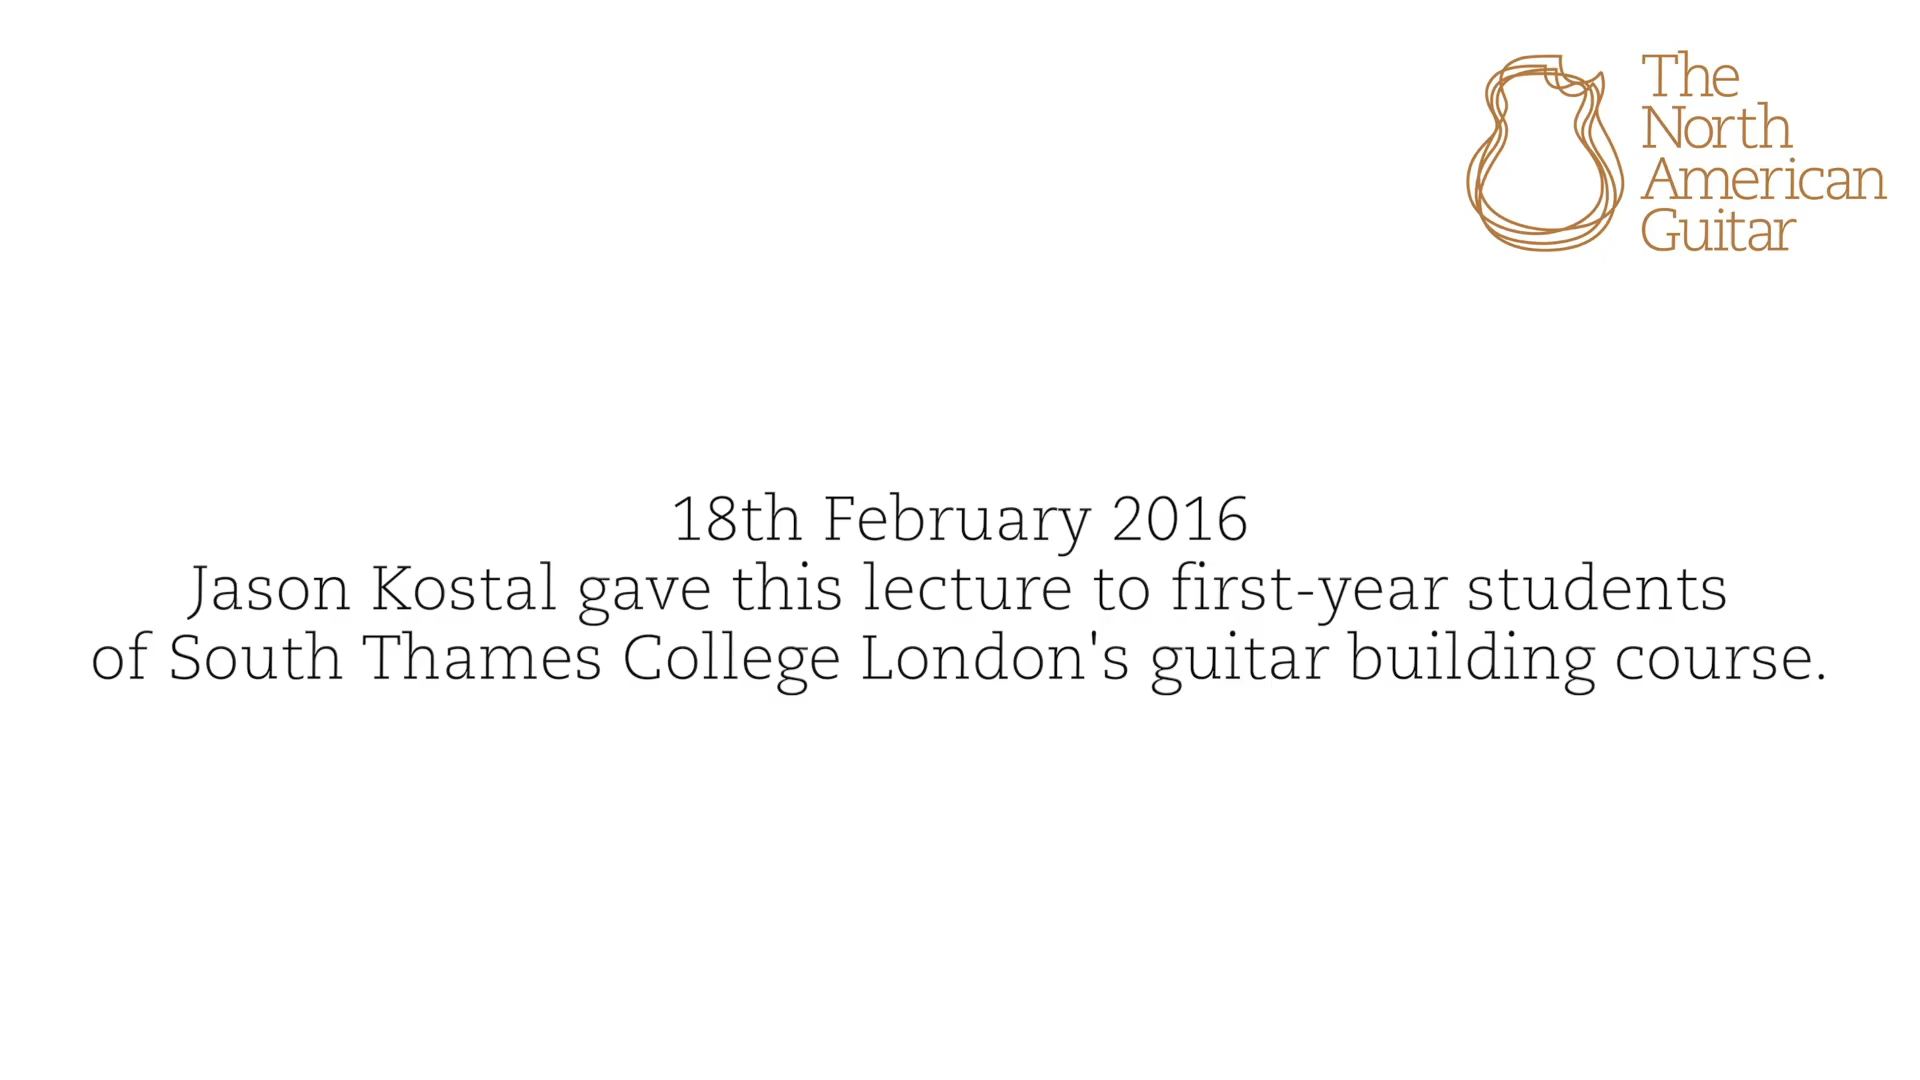 The
North
American
Guitar
18th February 2016
Jason Kostal gave this lecture to first-year students
of South Thames College London's guitar building course.